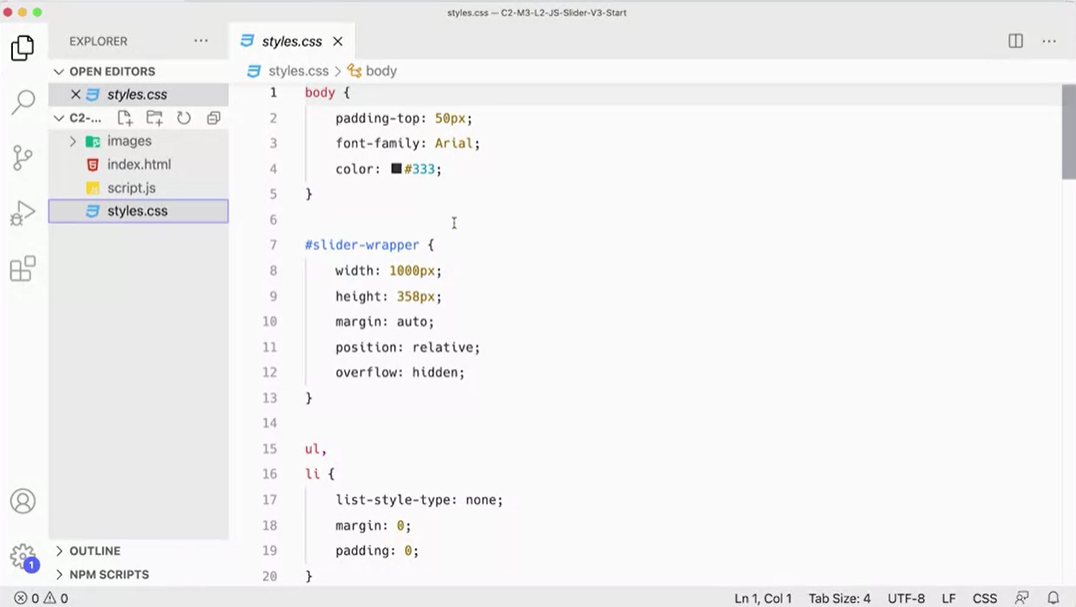 styles.css — C2-M3-L2-JS-Slider-V3-Start
EXPLORER
OPEN EDITORS
styles.css
C2-...
images
index.html
script.js
styles.css
OUTLINE
NPM SCRIPTS
1
styles.css
styles.css > body
1 body {
2 padding-top: 50px;
3 font-family: Arial;
4 color: #333;
5 }
6
7 #slider-wrapper {
8 width: 1000px;
9 height: 358px;
10 margin: auto;
11 position: relative;
12 overflow: hidden;
13 }
14
15 ul,
16 li {
17 list-style-type: none;
18 margin: 0;
19 padding: 0;
20 }
0 0 Ln 1, Col 1 Tab Size: 4 UTF-8 LF CSS